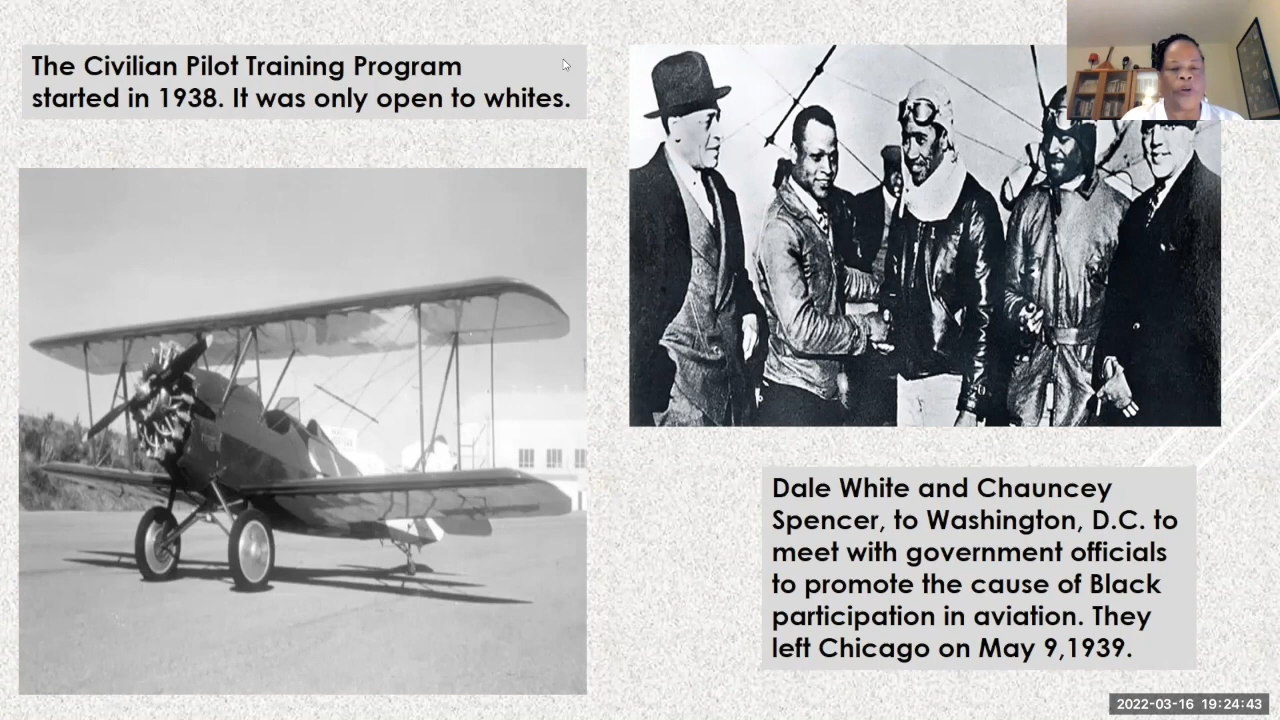 The Civilian Pilot Training Program
started in 1938. It was only open to whites.
Dale White and Chauncey
Spencer, to Washington, D.C. to
meet with government officials
to promote the cause of Black
participation in aviation. They
left Chicago on May 9,1939.
2022-03-16 19:24:43